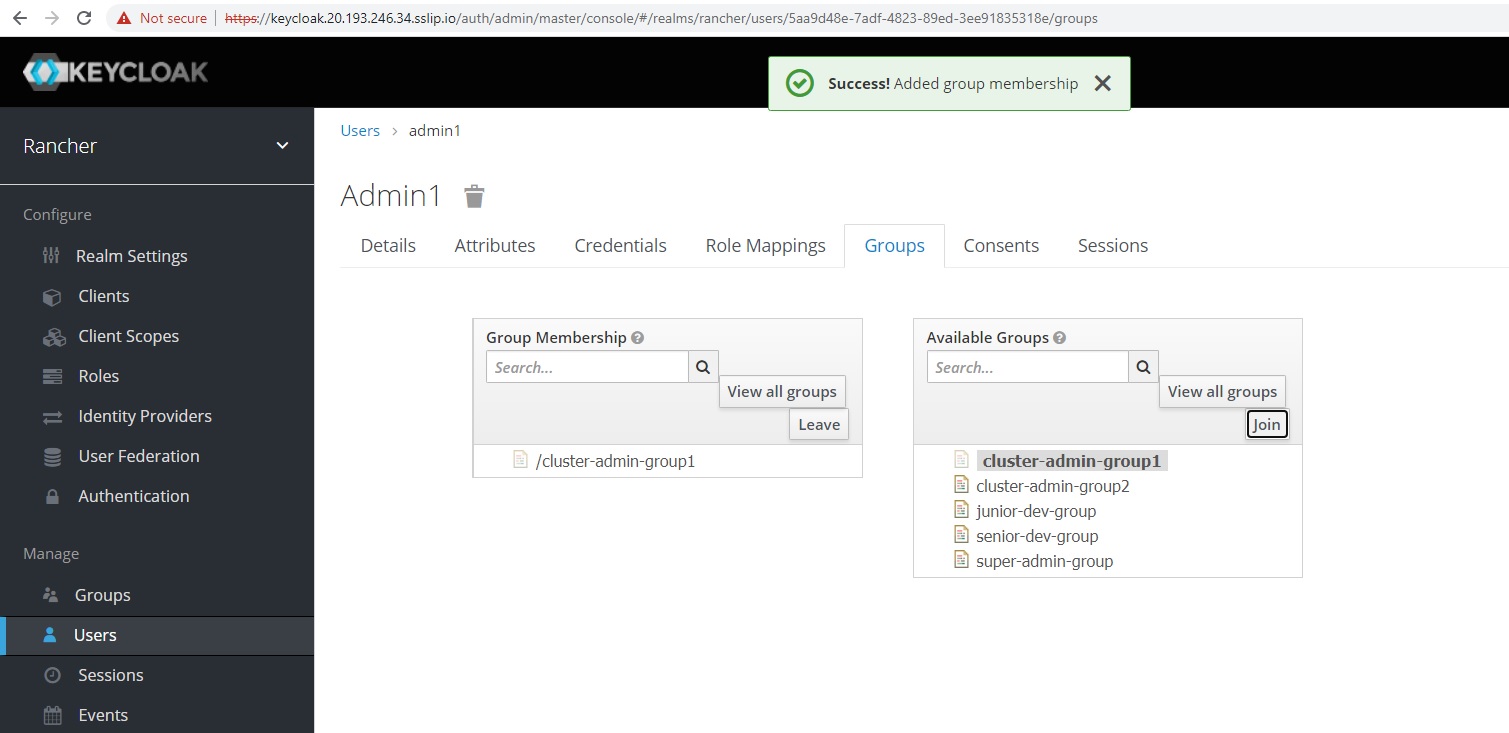 Not secure | https://keycloak.20.193.246.34.sslip.io/auth/admin/master/console/#/realms/rancher/users/5aa9d48e-7adf-4823-89ed-3ee91835318e/groups
KEYCLOAK
Success! Added group membership
Rancher
Configure
Realm Settings
Clients
Client Scopes
Roles
Identity Providers
User Federation
Authentication
Manage
Groups
Users
Sessions
Events
Users > admin1
Admin1
Details Attributes Credentials Role Mappings Groups Consents Sessions
Group Membership
Search...
View all groups
Leave
/cluster-admin-group1
Available Groups
Search...
View all groups
Join
cluster-admin-group1
cluster-admin-group2
junior-dev-group
senior-dev-group
super-admin-group